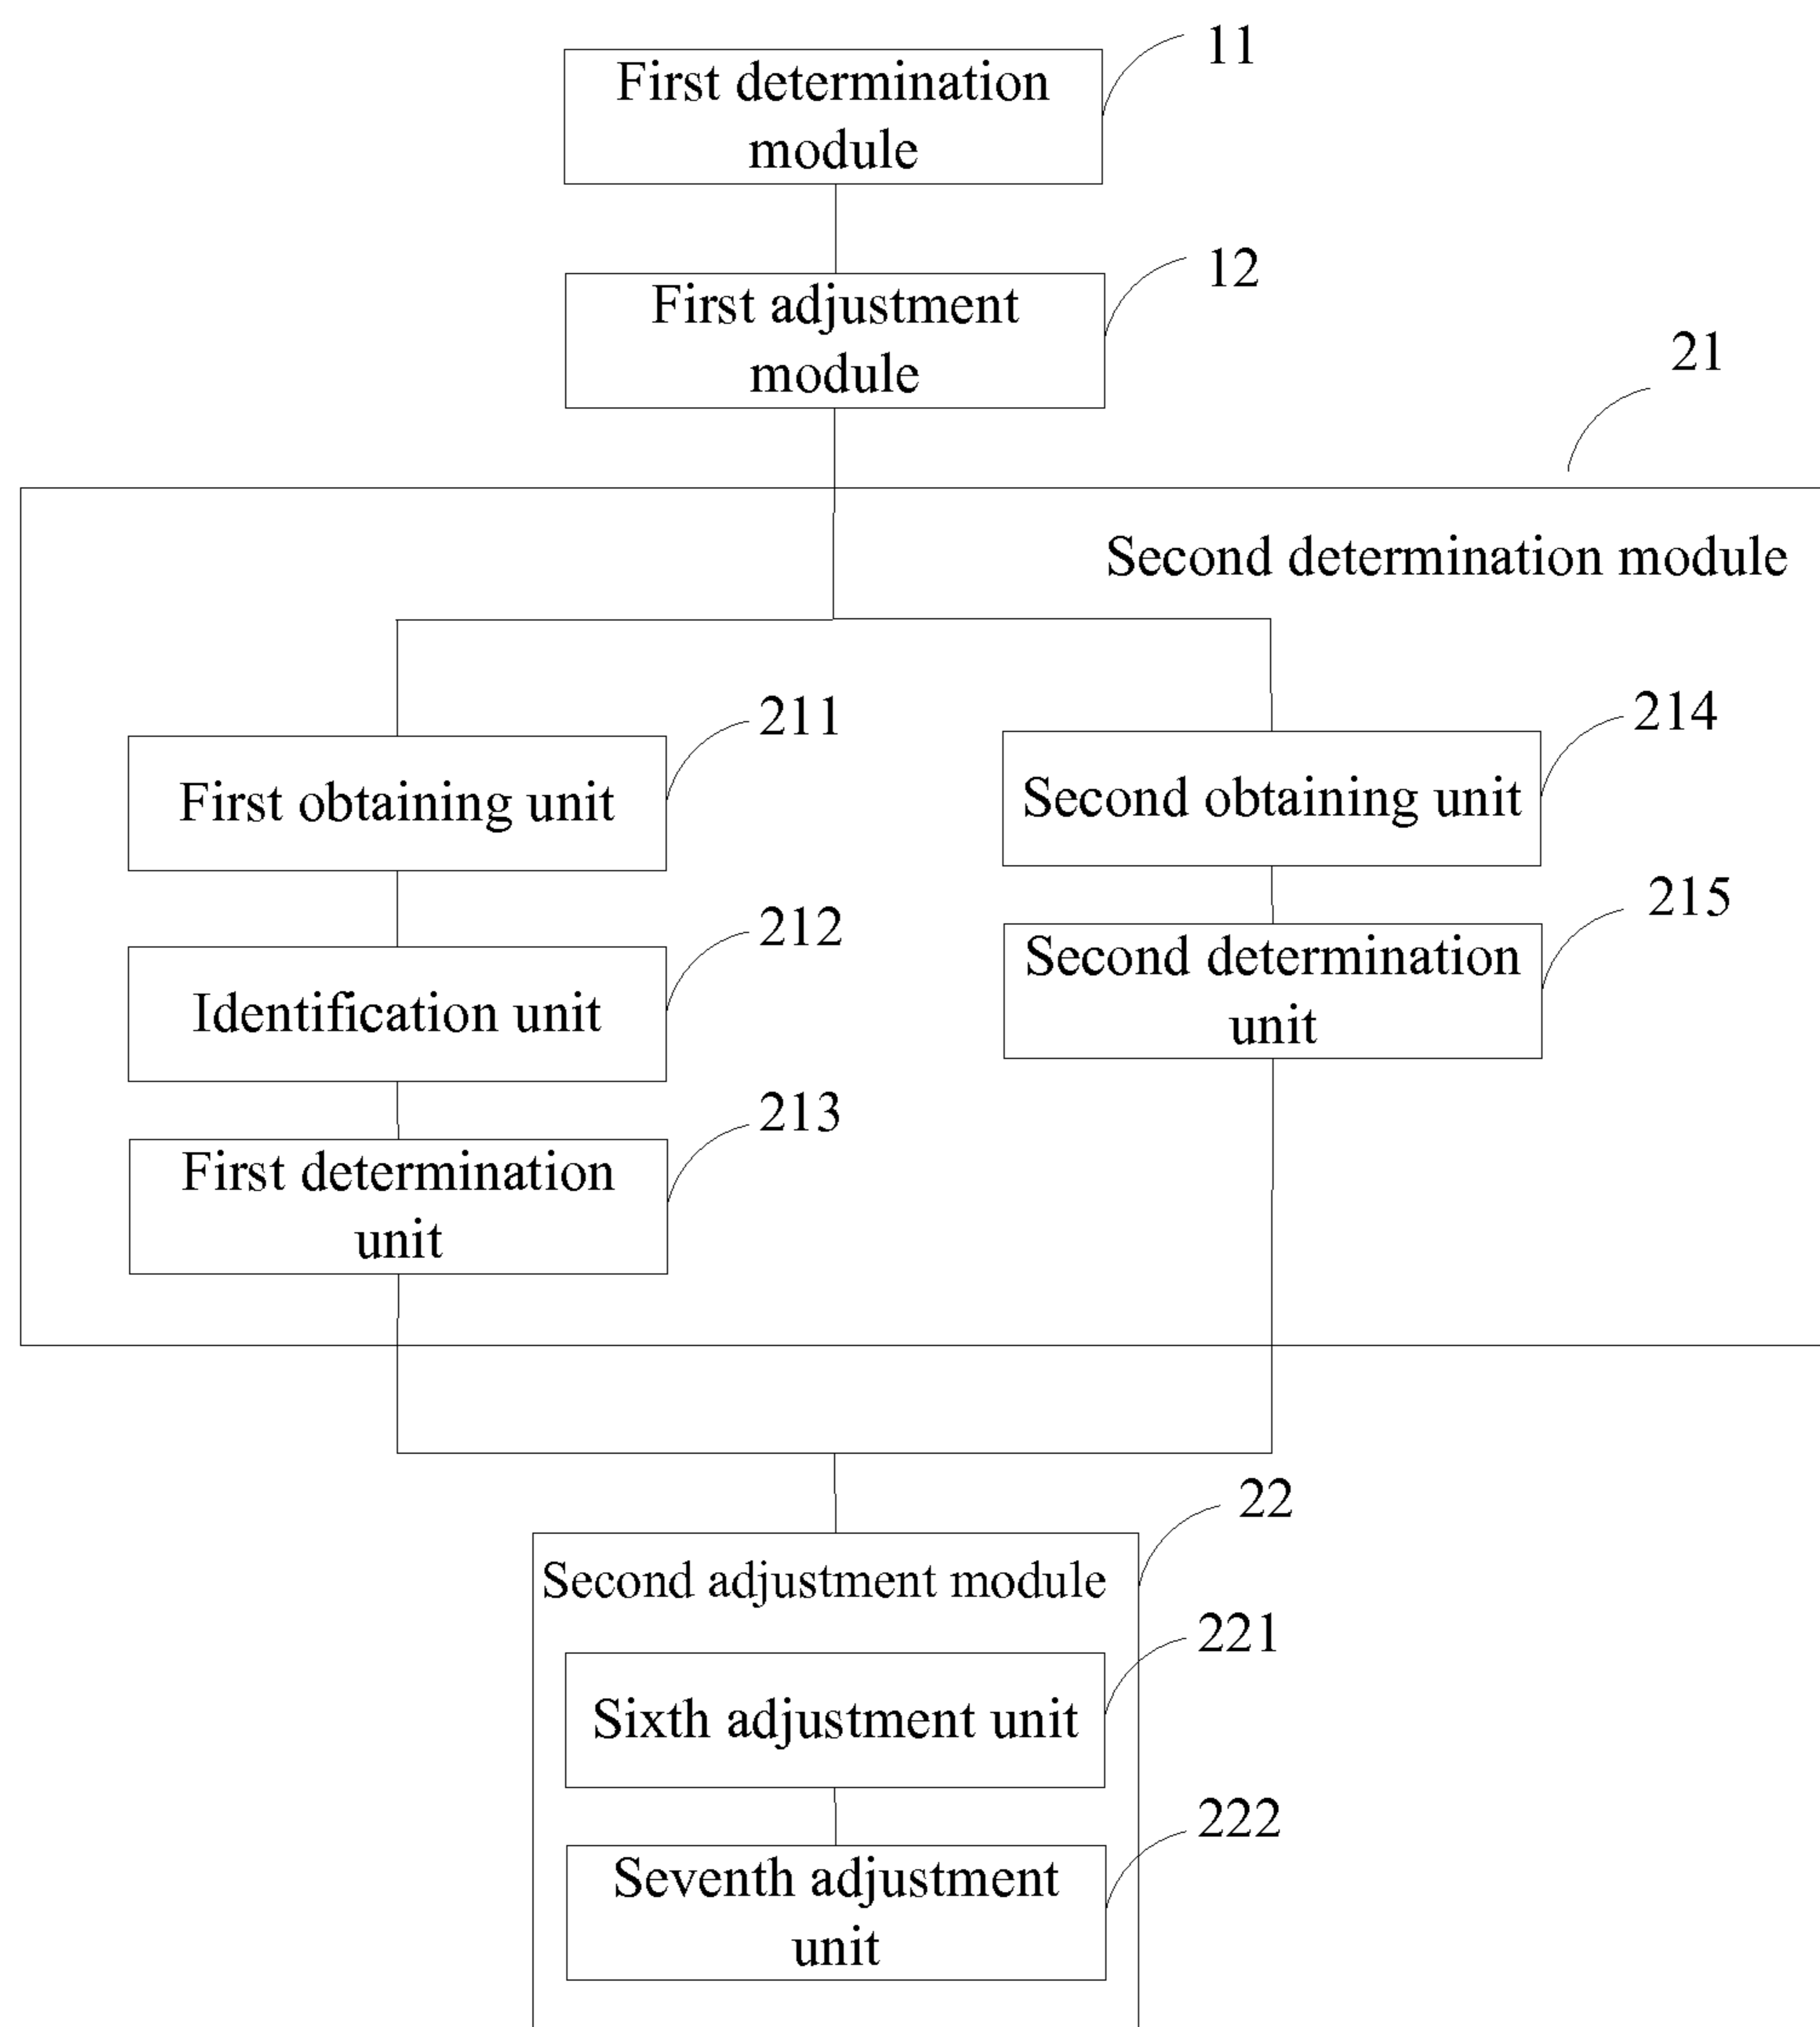 11
First determination
module
12
First adjustment
module
21
Second determination module
211
First obtaining unit
214
Second obtaining unit
212
Identification unit
215
Second determination
unit
213
First determination
unit
22
Second adjustment module
221
Sixth adjustment unit
222
Seventh adjustment
unit